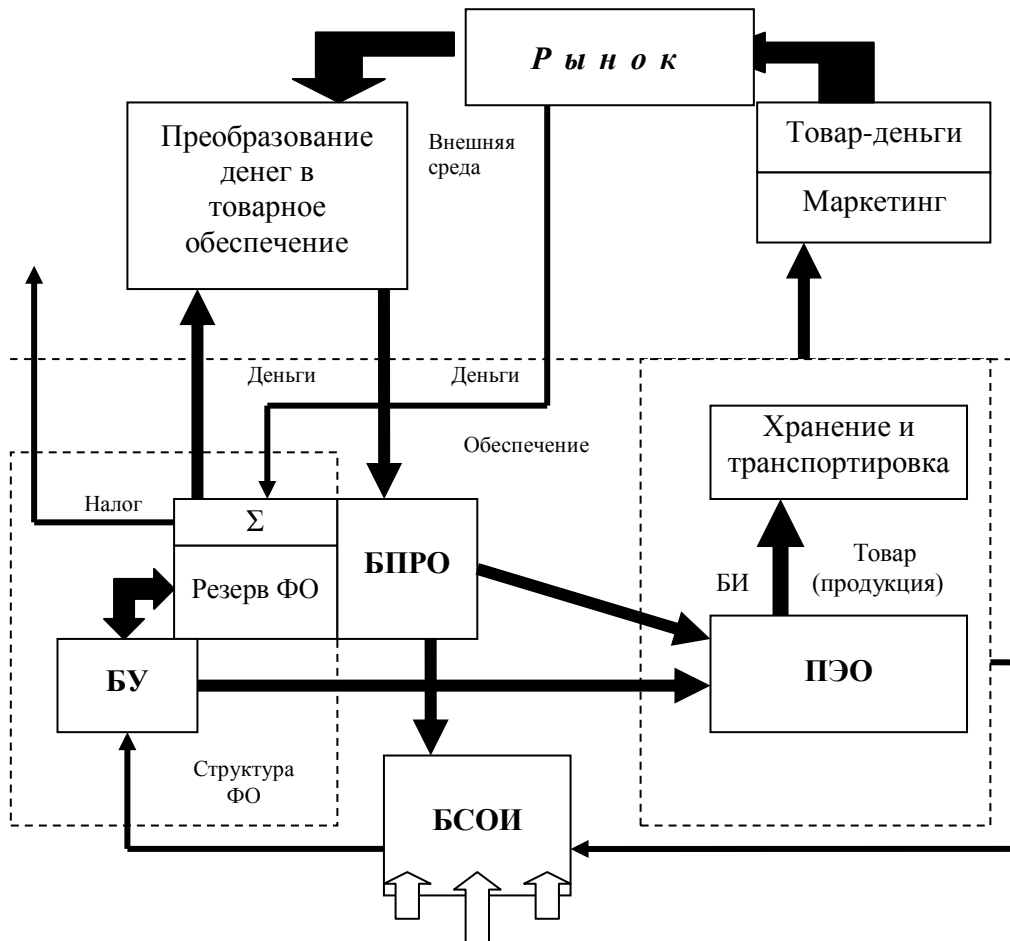 Р ы н о к
Преобразование
денег в
товарное
обеспечение
Внешняя
среда
Товар-деньги
Маркетинг
Деньги
Деньги
Обеспечение
Хранение и
транспортировка
Налог
Σ
БПРО
Резерв ФО
БИ
Товар
(продукция)
БУ
ПЭО
Структура
ФО
БСОИ